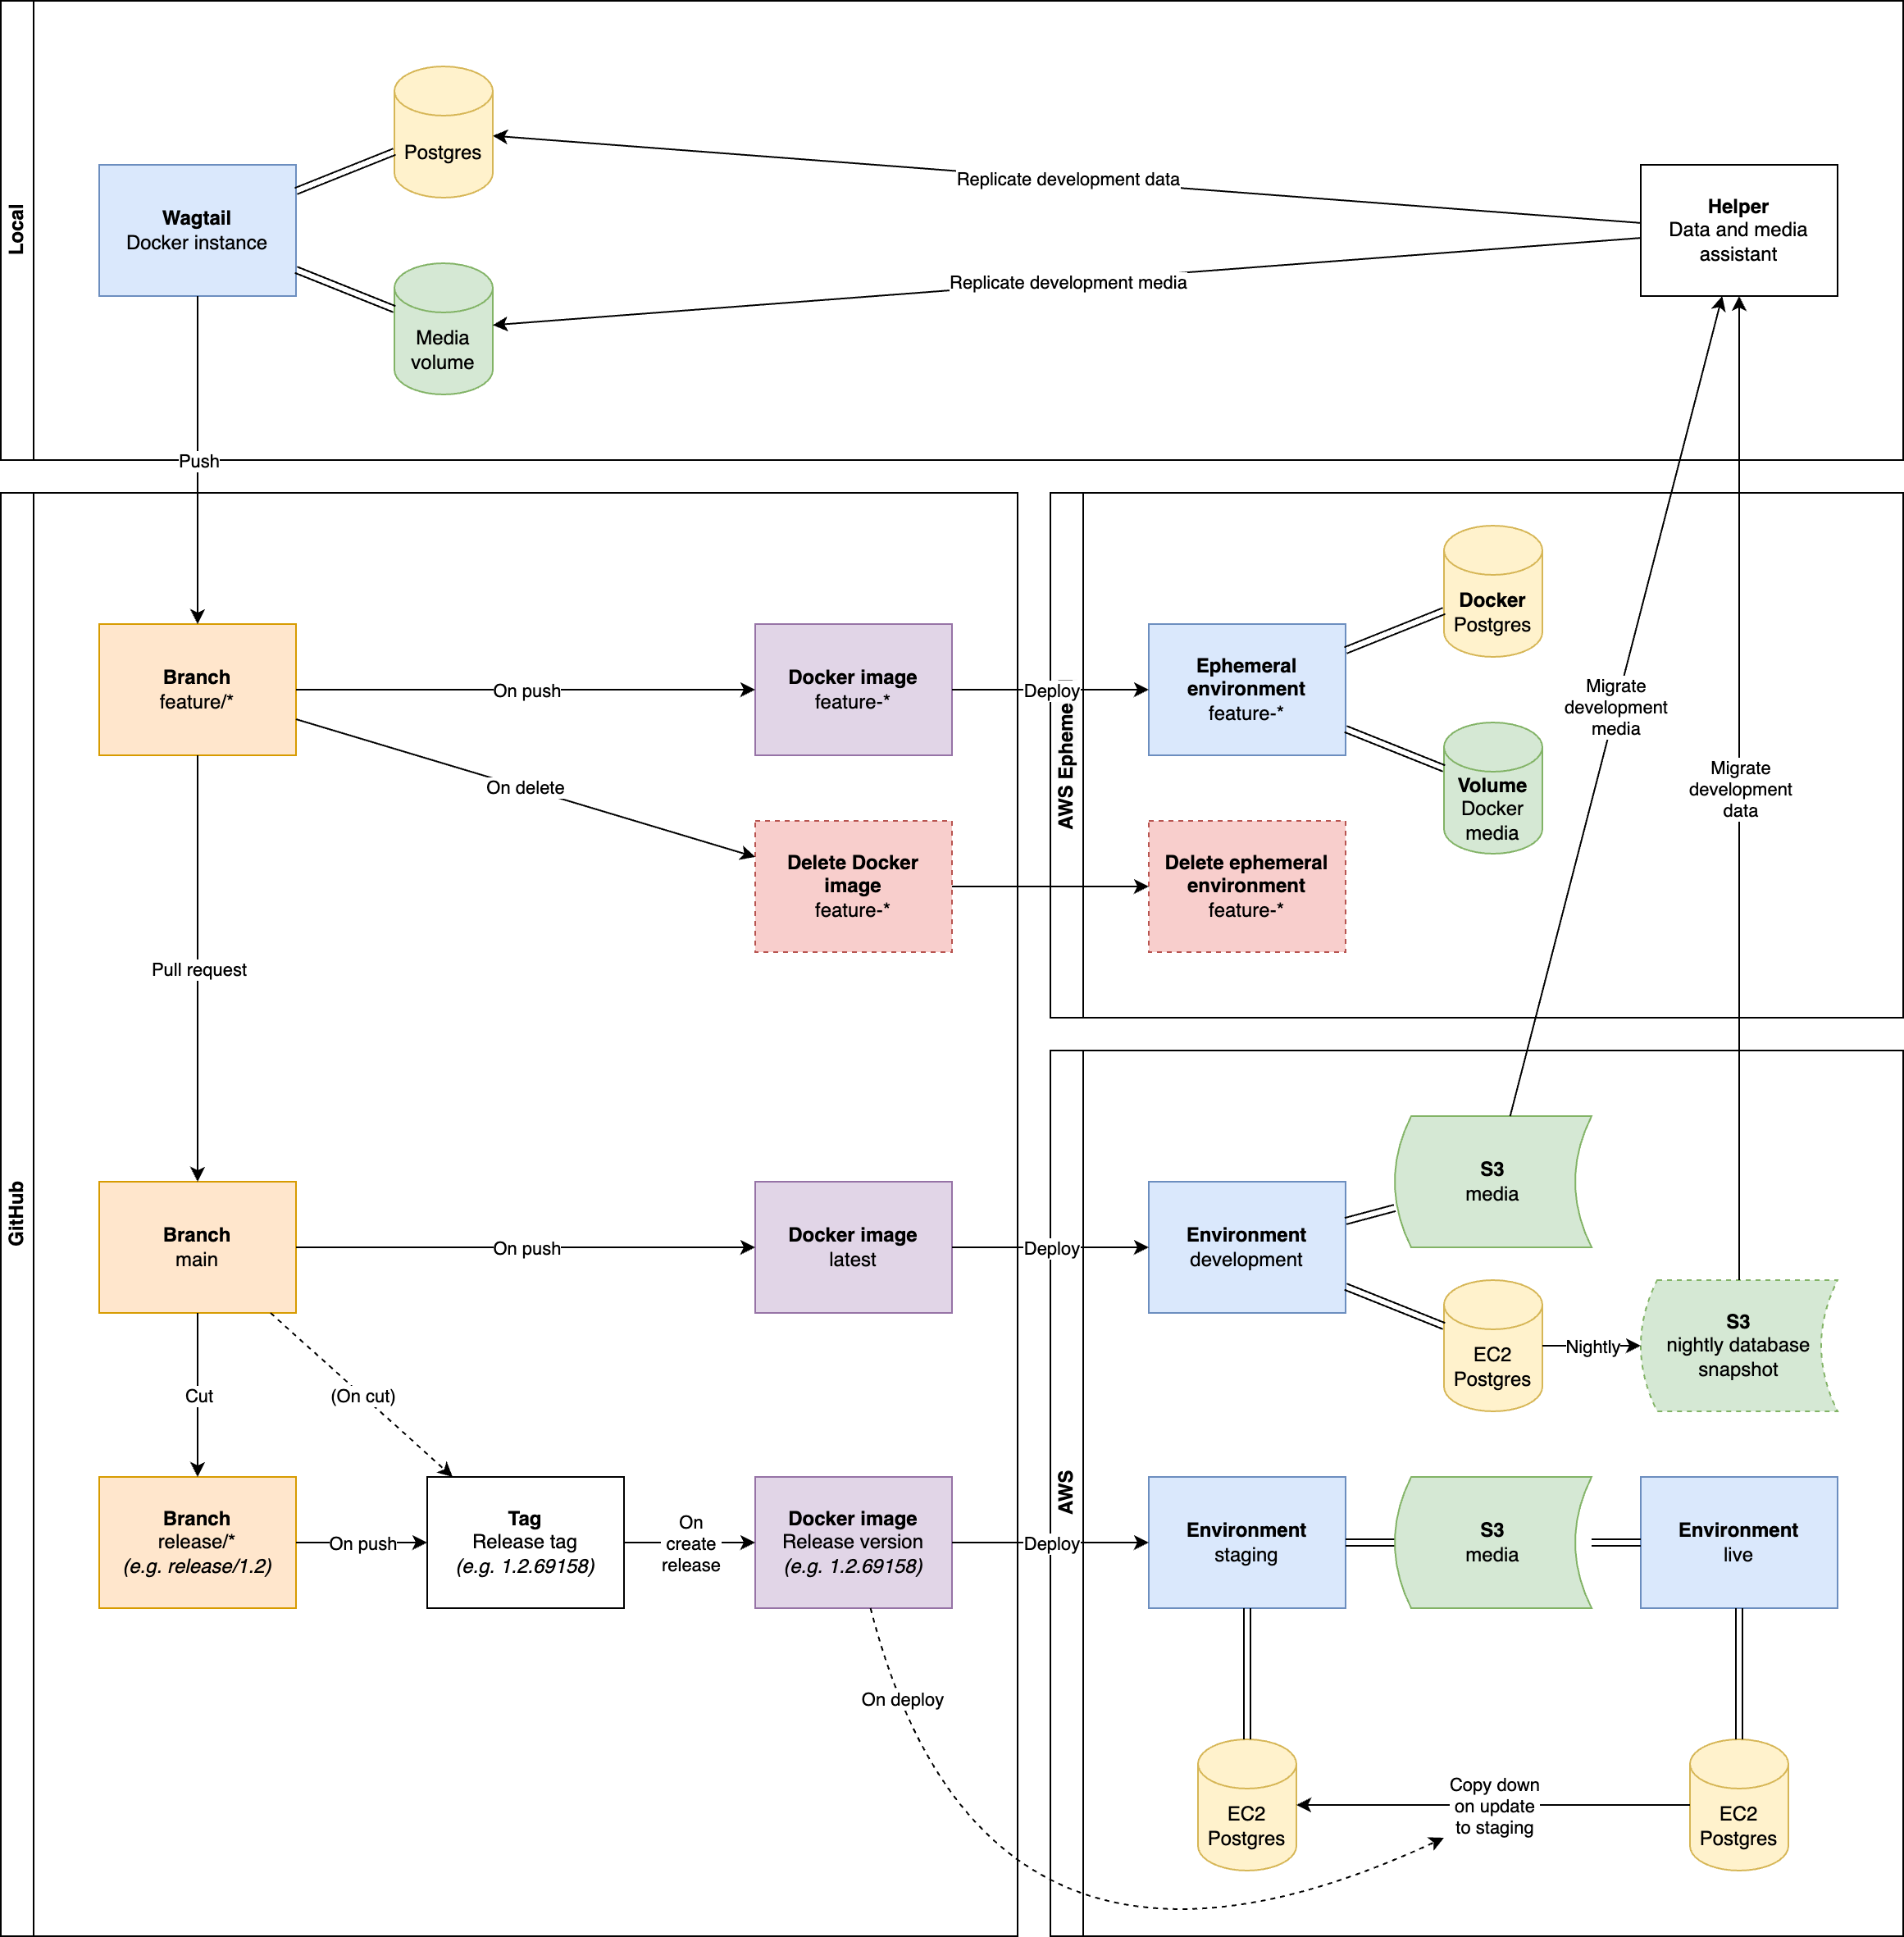 Local
Postgres
Wagtail
Docker instance
Media
volume
Replicate development data
Replicate development media
Helper
Data and media
assistant
Push
GitHub
Branch
feature/*
On push
Docker image
feature-*
Deploy
On delete
Delete Docker
image
feature-*
Pull request
AWS Epheme
Ephemeral
environment
feature-*
Docker
Postgres
Volume
Docker
media
Delete ephemeral
environment
feature-*
Migrate
development
media
Migrate
development
data
Branch
main
On push
Docker image
latest
Deploy
Cut
(On cut)
Branch
release/*
(e.g. release/1.2)
On push
Tag
Release tag
(e.g. 1.2.69158)
On
create
release
Docker image
Release version
(e.g. 1.2.69158)
Deploy
On deploy
AWS
Environment
development
S3
media
EC2
Postgres
Nightly
S3
nightly database
snapshot
Environment
staging
S3
media
Environment
live
EC2
Postgres
Copy down
on update
to staging
EC2
Postgres